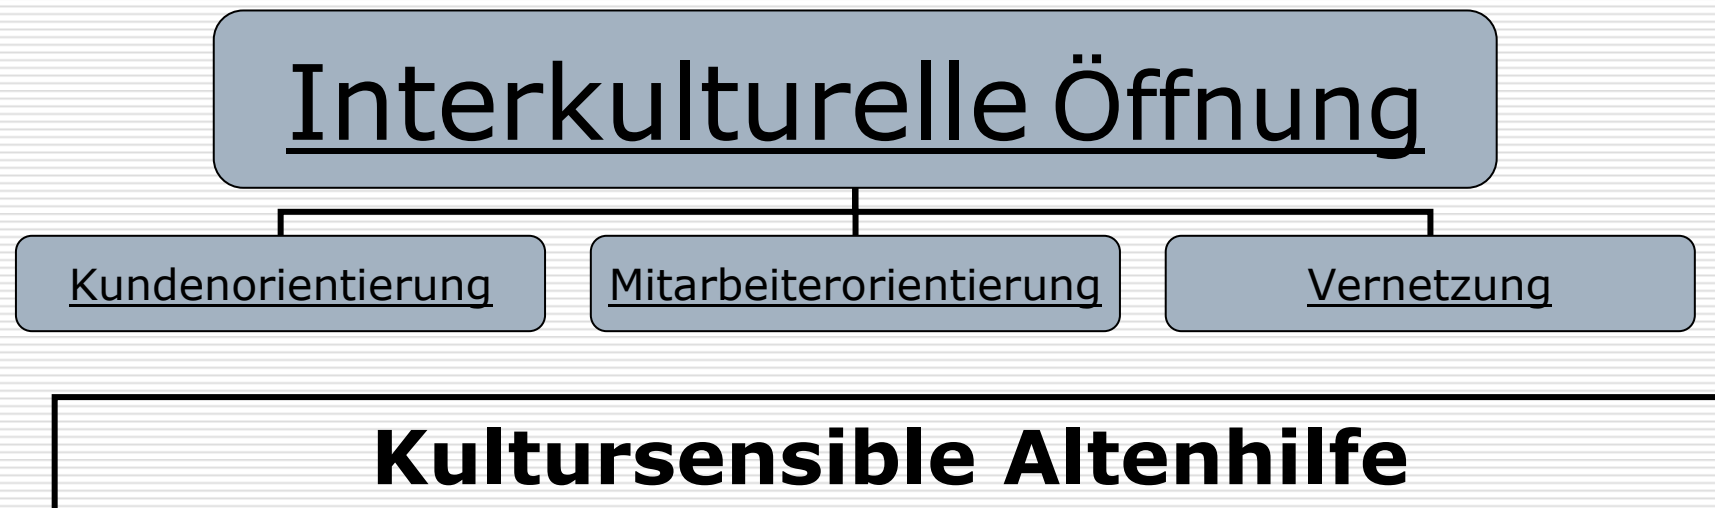 Interkulturelle Öffnung
Kundenorientierung
Mitarbeiterorientierung
Vernetzung
Kultursensible Altenhilfe